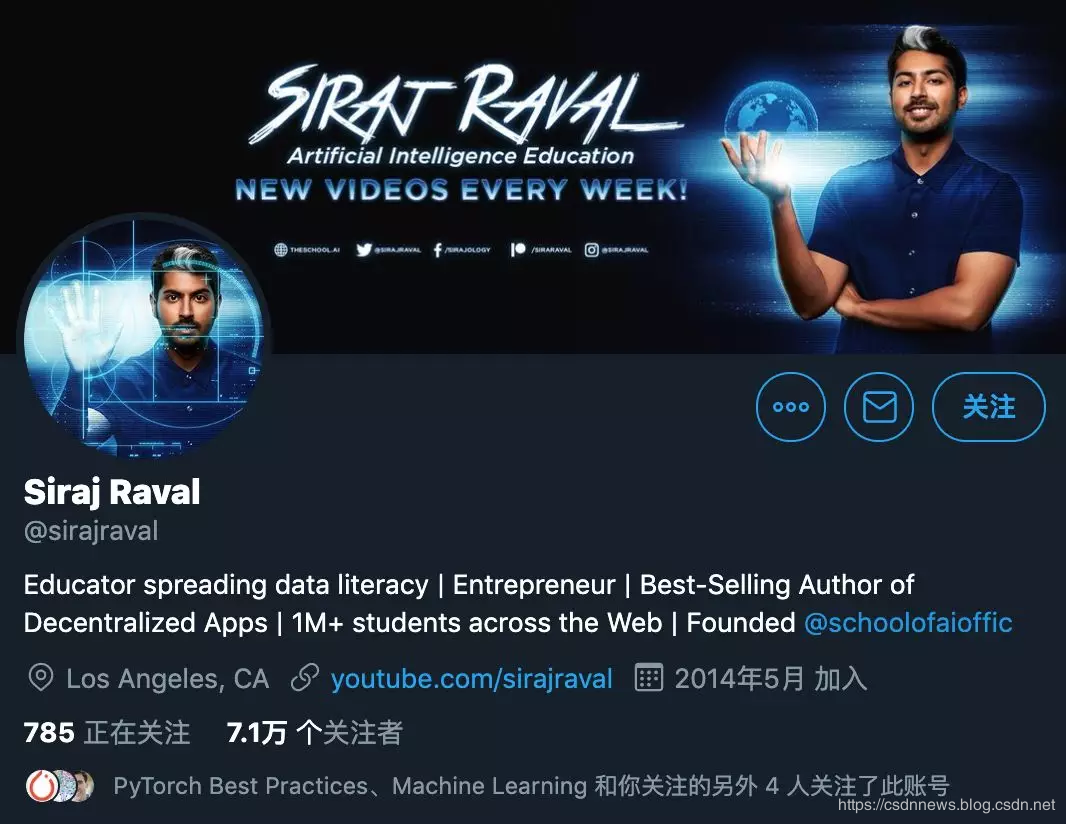 SIRAJ RAVAL
Artificial Intelligence Education
NEW VIDEOS EVERY WEEK!
THESCHOOL.AI @SIRAJRAVAL /SIRAJOLOGY /SIRARAVAL @SIRAJRAVAL
关注
Siraj Raval
@sirajraval
Educator spreading data literacy | Entrepreneur | Best-Selling Author of
Decentralized Apps | 1M+ students across the Web | Founded @schoolofaioffic
Los Angeles, CA youtube.com/sirajraval 2014年5月 加入
785 正在关注 7.1万 个关注者
PyTorch Best Practices、Machine Learning 和你关注的另外 4 人关注了此账号
https://csdnnews.blog.csdn.net